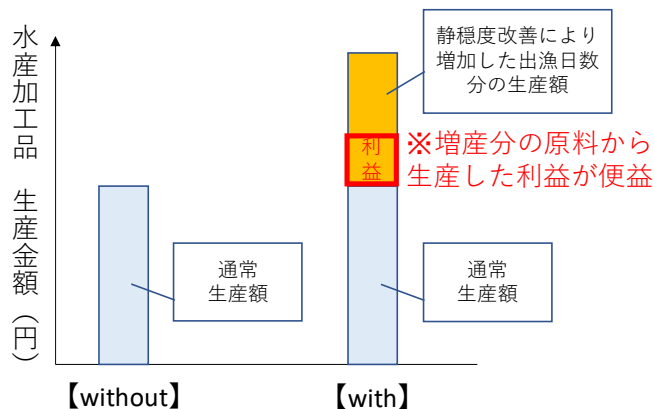 水産加工品 生産金額（円）
静穏度改善により
増加した出漁日数
分の生産額
利
益
※増産分の原料から
生産した利益が便益
通常
生産額
通常
生産額
【without】
【with】